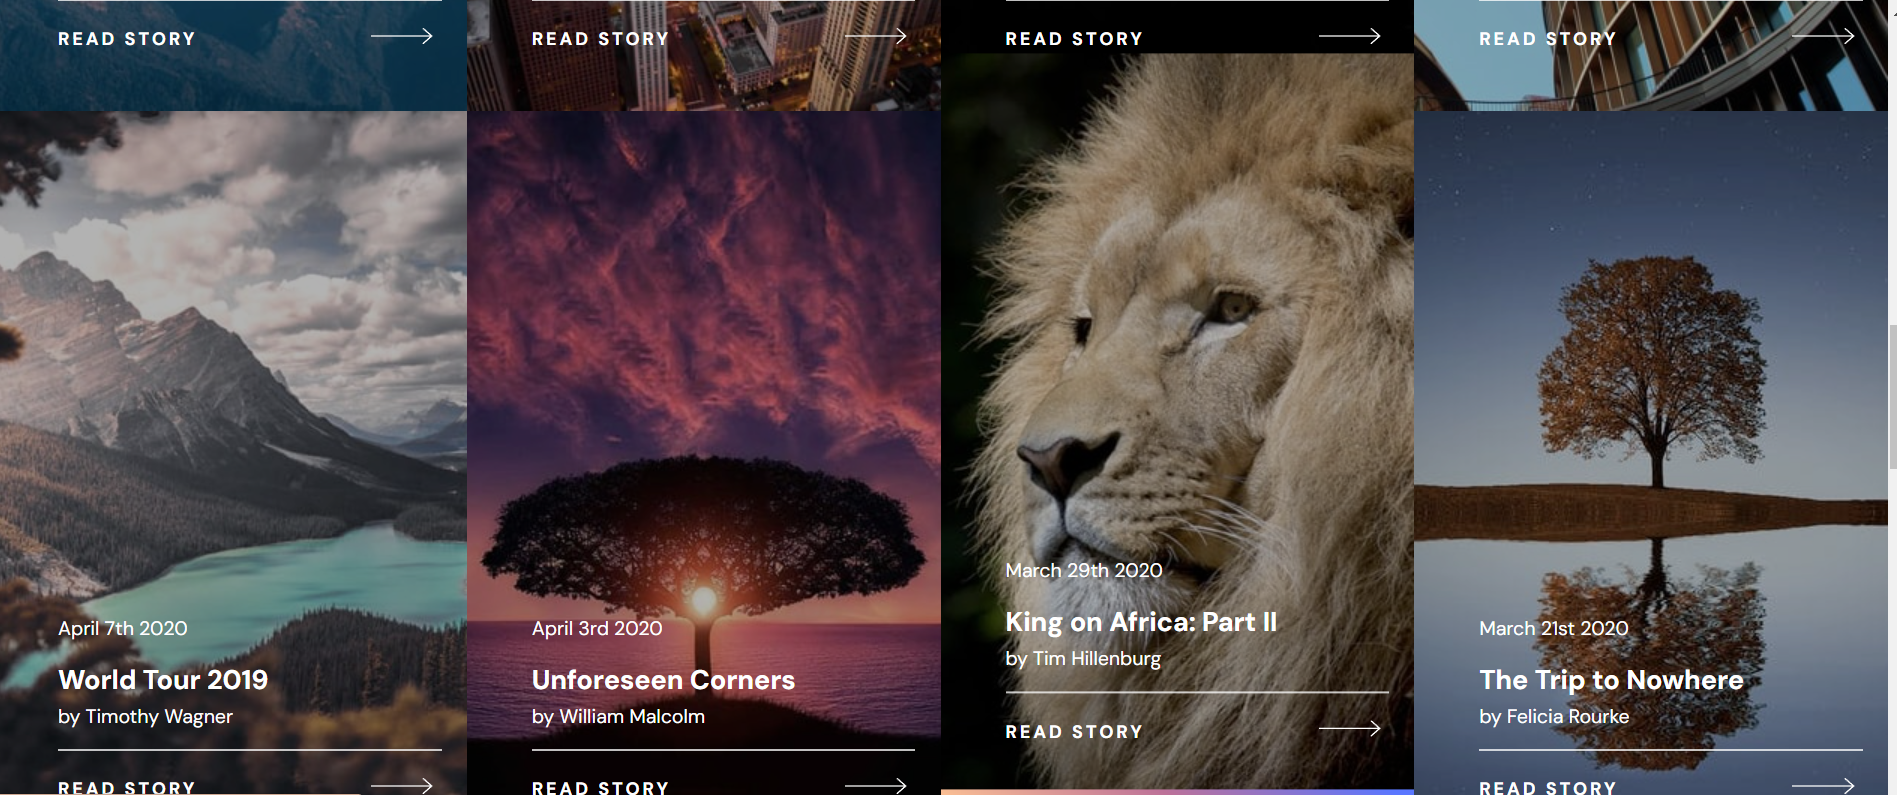 READ STORY
READ STORY
READ STORY
READ STORY
April 7th 2020
World Tour 2019
by Timothy Wagner
READ STORY
April 3rd 2020
Unforeseen Corners
by William Malcolm
READ STORY
March 29th 2020
King on Africa: Part II
by Tim Hillenburg
READ STORY
March 21st 2020
The Trip to Nowhere
by Felicia Rourke
READ STORY